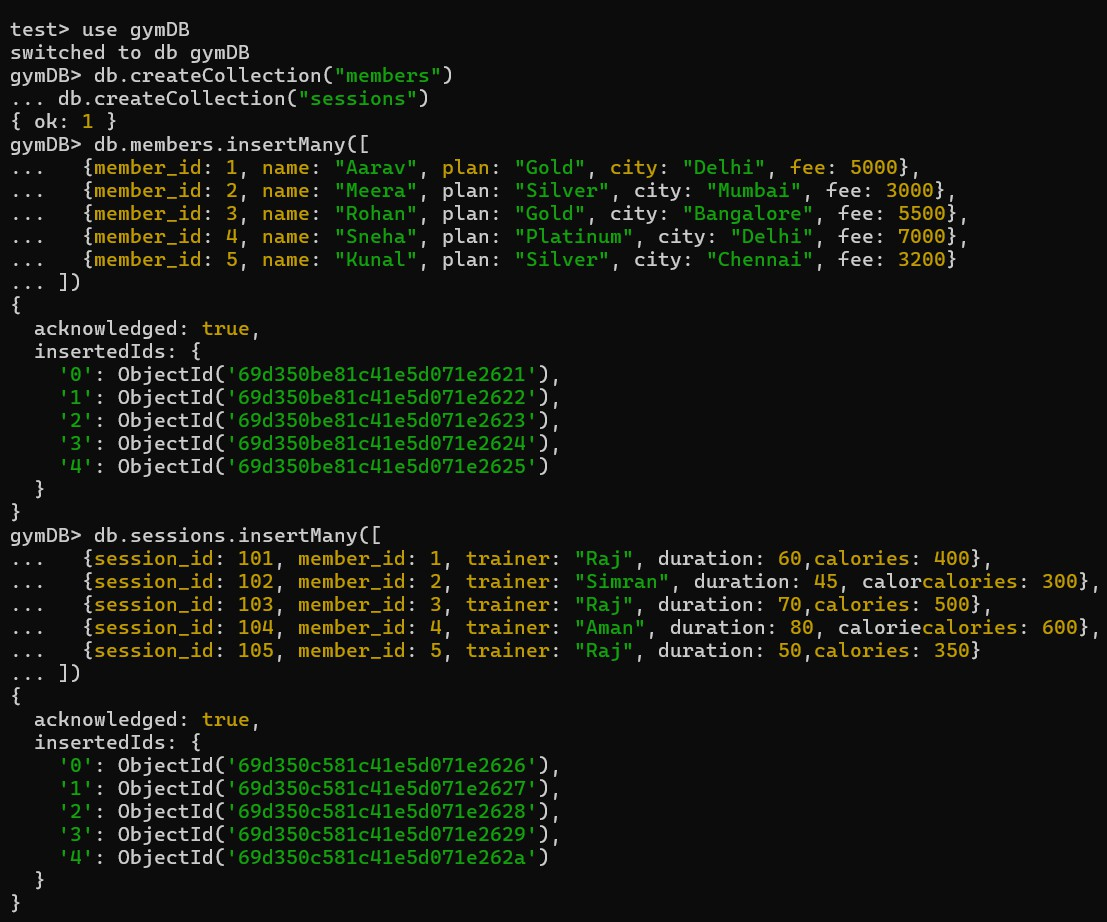 test> use gymDB
switched to db gymDB
gymDB> db.createCollection("members")
... db.createCollection("sessions")
{ ok: 1 }
gymDB> db.members.insertMany([
...    {member_id: 1, name: "Aarav", plan: "Gold", city: "Delhi", fee: 5000},
...    {member_id: 2, name: "Meera", plan: "Silver", city: "Mumbai", fee: 3000},
...    {member_id: 3, name: "Rohan", plan: "Gold", city: "Bangalore", fee: 5500},
...    {member_id: 4, name: "Sneha", plan: "Platinum", city: "Delhi", fee: 7000},
...    {member_id: 5, name: "Kunal", plan: "Silver", city: "Chennai", fee: 3200}
... ])
{
  acknowledged: true,
  insertedIds: {
    '0': ObjectId('69d350be81c41e5d071e2621'),
    '1': ObjectId('69d350be81c41e5d071e2622'),
    '2': ObjectId('69d350be81c41e5d071e2623'),
    '3': ObjectId('69d350be81c41e5d071e2624'),
    '4': ObjectId('69d350be81c41e5d071e2625')
  }
}
gymDB> db.sessions.insertMany([
...    {session_id: 101, member_id: 1, trainer: "Raj", duration: 60,calories: 400},
...    {session_id: 102, member_id: 2, trainer: "Simran", duration: 45, calorcalories: 300},
...    {session_id: 103, member_id: 3, trainer: "Raj", duration: 70,calories: 500},
...    {session_id: 104, member_id: 4, trainer: "Aman", duration: 80, caloriecalories: 600},
...    {session_id: 105, member_id: 5, trainer: "Raj", duration: 50,calories: 350}
... ])
{
  acknowledged: true,
  insertedIds: {
    '0': ObjectId('69d350c581c41e5d071e2626'),
    '1': ObjectId('69d350c581c41e5d071e2627'),
    '2': ObjectId('69d350c581c41e5d071e2628'),
    '3': ObjectId('69d350c581c41e5d071e2629'),
    '4': ObjectId('69d350c581c41e5d071e262a')
  }
}